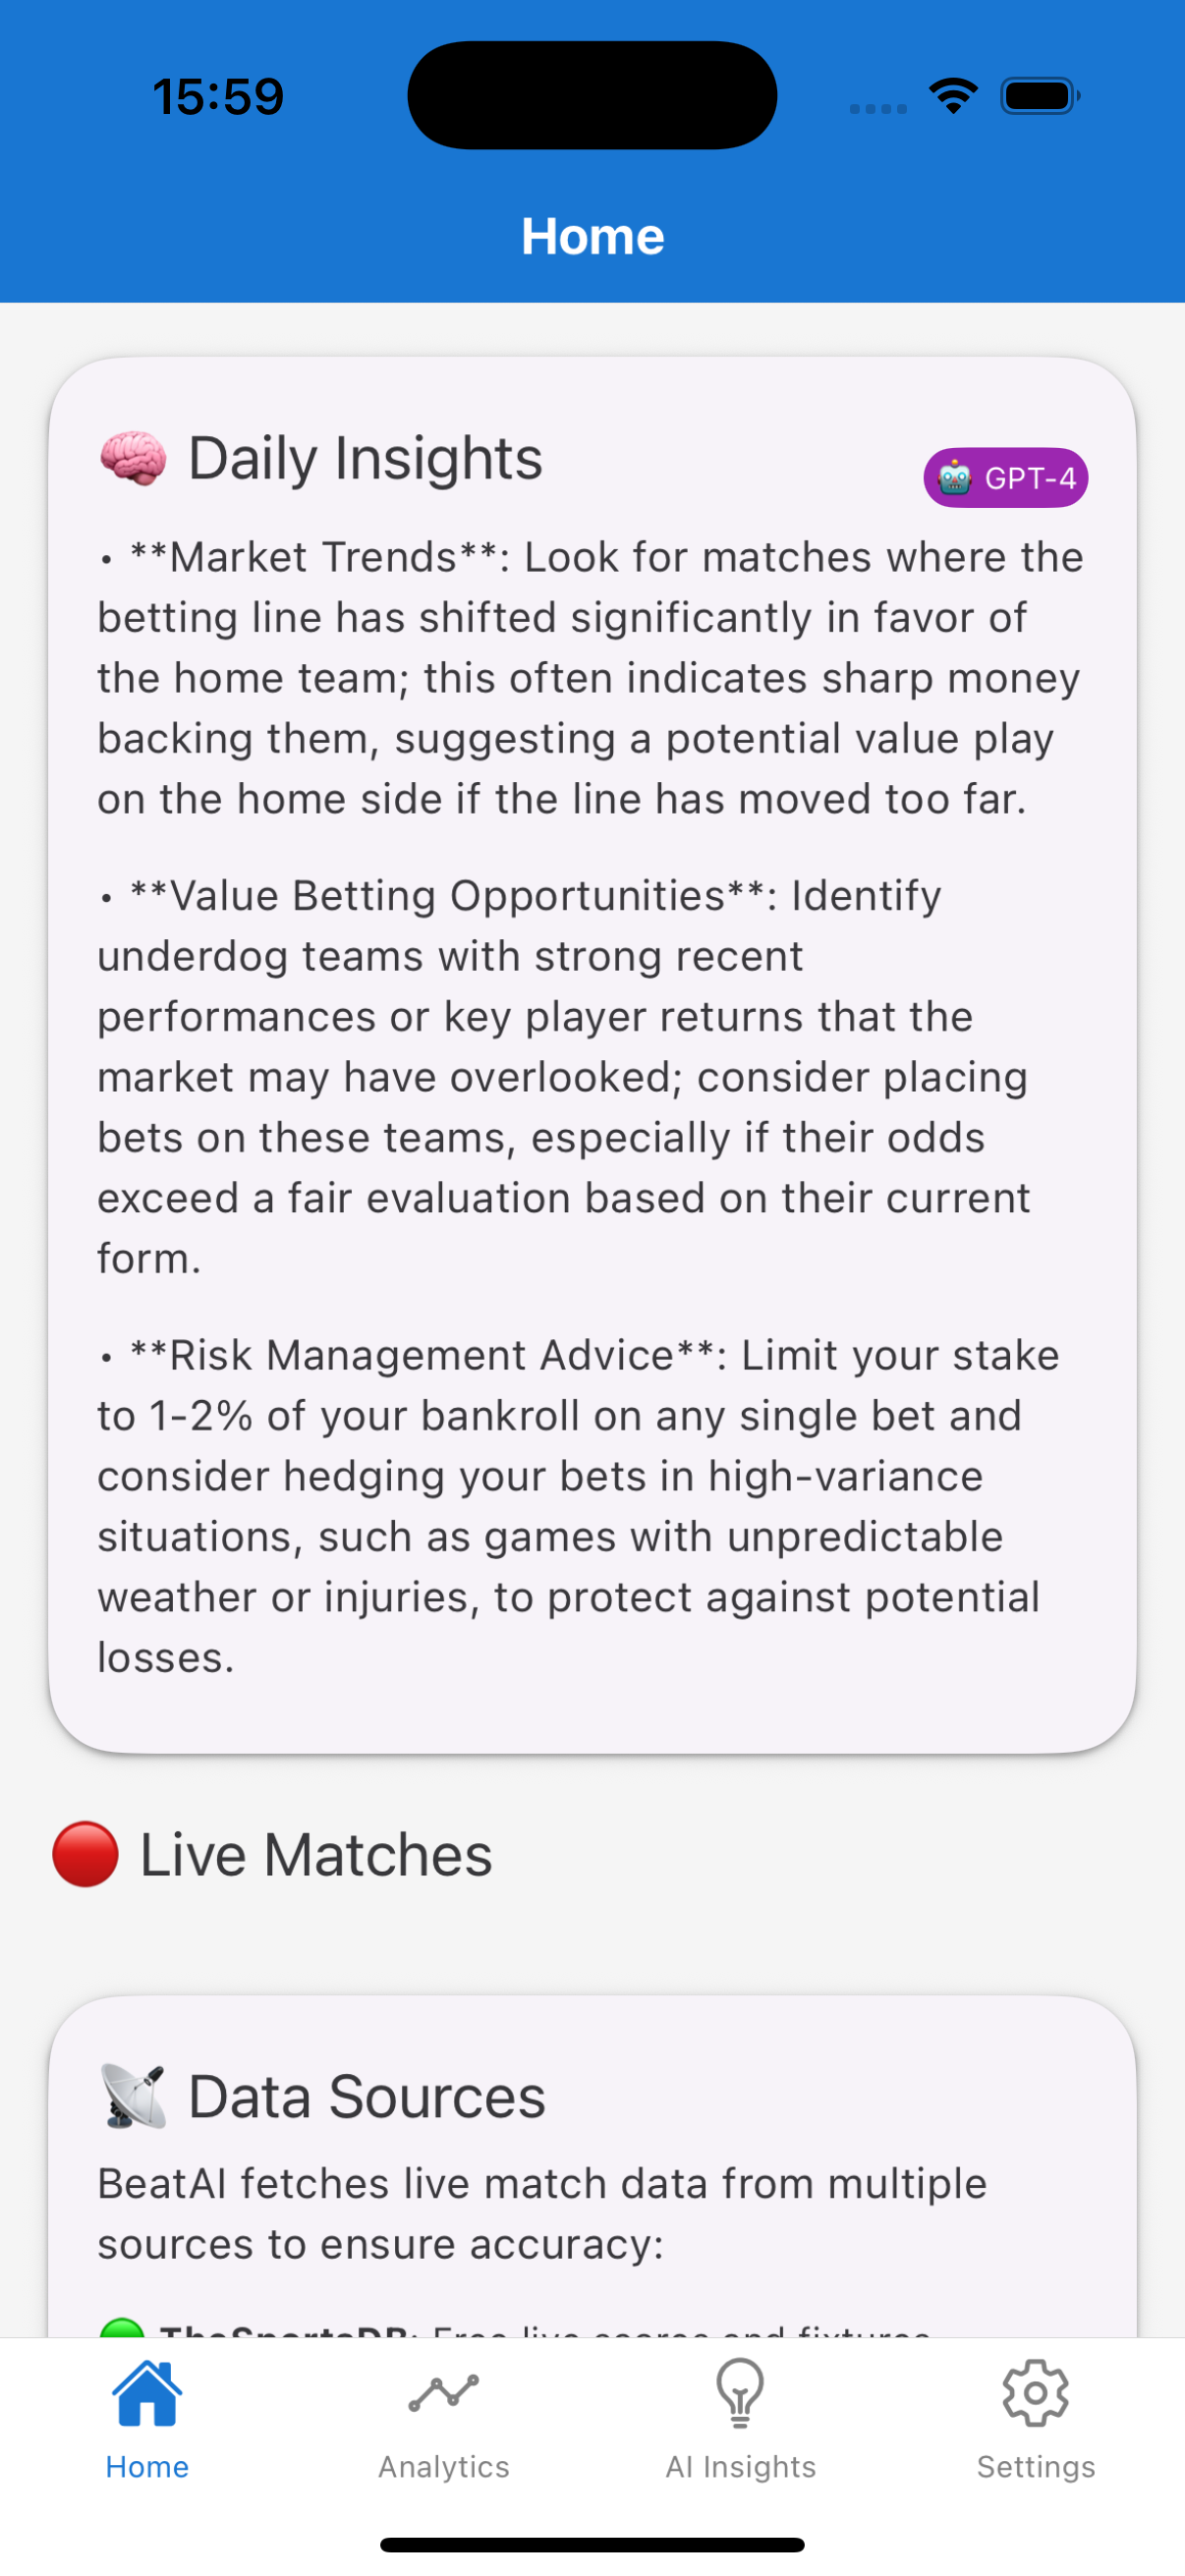 15:59
Home
🧠 Daily Insights
🤖 GPT-4
• **Market Trends**: Look for matches where the
betting line has shifted significantly in favor of
the home team; this often indicates sharp money
backing them, suggesting a potential value play
on the home side if the line has moved too far.
• **Value Betting Opportunities**: Identify
underdog teams with strong recent
performances or key player returns that the
market may have overlooked; consider placing
bets on these teams, especially if their odds
exceed a fair evaluation based on their current
form.
• **Risk Management Advice**: Limit your stake
to 1-2% of your bankroll on any single bet and
consider hedging your bets in high-variance
situations, such as games with unpredictable
weather or injuries, to protect against potential
losses.
🔴 Live Matches
📡 Data Sources
BeatAI fetches live match data from multiple
sources to ensure accuracy:
🟢 TheSportsDB: Free live scores and fixtures
Home
Analytics
AI Insights
Settings